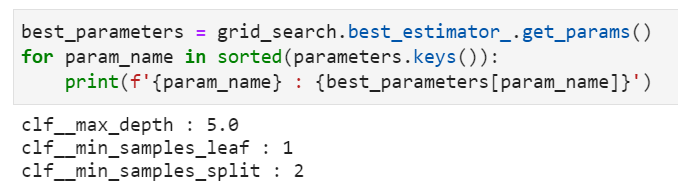 best_parameters = grid_search.best_estimator_.get_params()
for param_name in sorted(parameters.keys()):
    print(f'{param_name} : {best_parameters[param_name]}')
clf__max_depth : 5.0
clf__min_samples_leaf : 1
clf__min_samples_split : 2